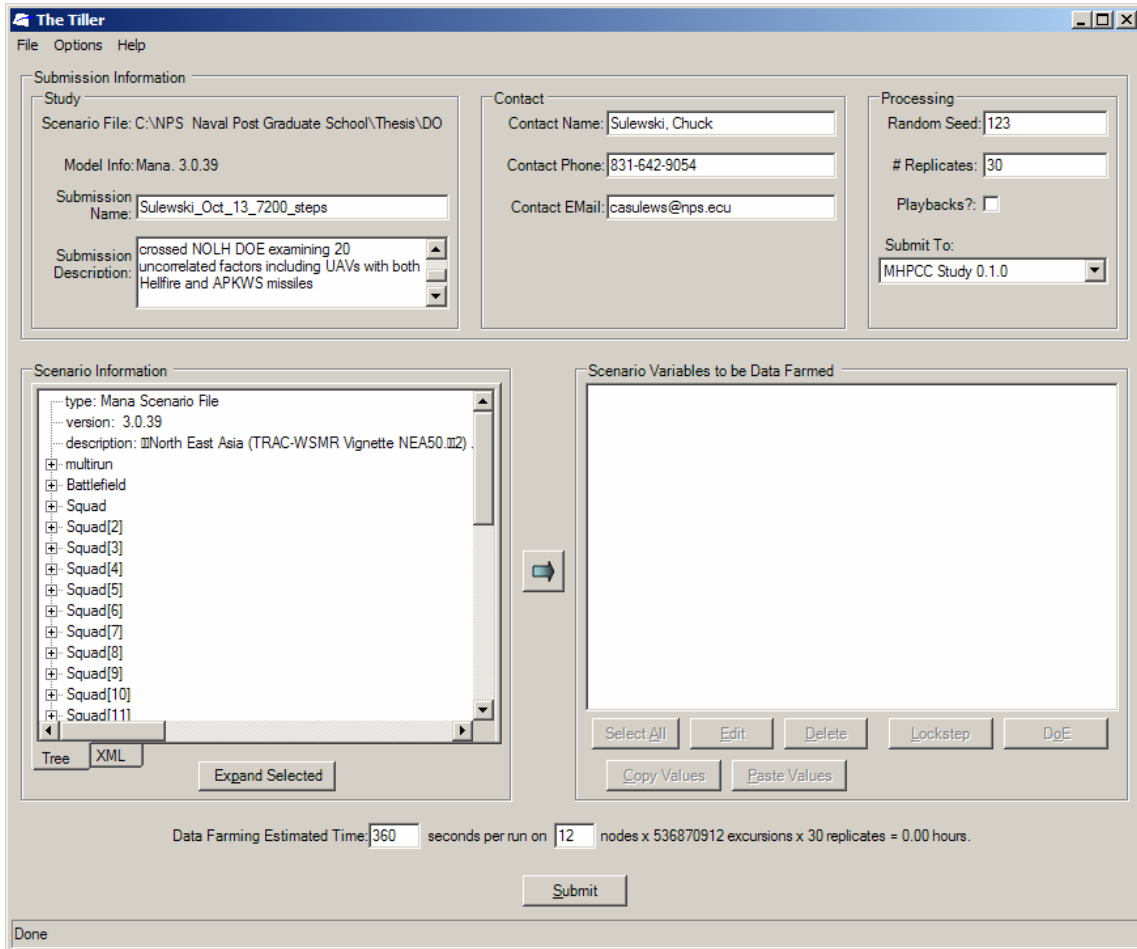 The Tiller
File Options Help
Submission Information
Study
Scenario File: C:\NPS Naval Post Graduate School\Thesis\DO
Model Info: Mana. 3.0.39
Submission Name: Sulewski_Oct_13_7200_steps
Submission Description: crossed NOLH DOE examining 20
uncorrelated factors including UAVs with both
Hellfire and APKWS missiles
Contact
Contact Name: Sulewski, Chuck
Contact Phone: 831-642-9054
Contact EMail: casulews@nps.ecu
Processing
Random Seed: 123
# Replicates: 30
Playbacks?:
Submit To:
MHPCC Study 0.1.0
Scenario Information
type: Mana Scenario File
version: 3.0.39
description: North East Asia (TRAC-WSMR Vignette NEA50. 2) .
multirun
Battlefield
Squad
Squad[2]
Squad[3]
Squad[4]
Squad[5]
Squad[6]
Squad[7]
Squad[8]
Squad[9]
Squad[10]
Squad[11]
Tree XML
Expand Selected
Scenario Variables to be Data Farmed
Select All Edit Delete Lockstep DoE
Copy Values Paste Values
Data Farming Estimated Time: 360 seconds per run on 12 nodes x 536870912 excursions x 30 replicates = 0.00 hours.
Submit
Done